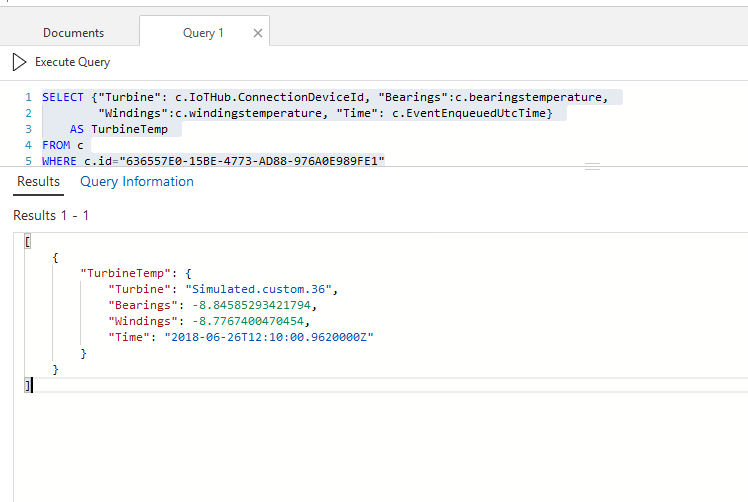 Documents
Query 1
Execute Query
1 SELECT {"Turbine": c.IoTHub.ConnectionDeviceId, "Bearings":c.bearingstemperature,
2 "Windings":c.windingstemperature, "Time": c.EventEnqueuedUtcTime}
3 AS TurbineTemp
4 FROM c
5 WHERE c.id="636557E0-15BE-4773-AD88-976A0E989FE1"
Results Query Information
Results 1 - 1
[
{
"TurbineTemp": {
"Turbine": "Simulated.custom.36",
"Bearings": -8.84585293421794,
"Windings": -8.7767400470454,
"Time": "2018-06-26T12:10:00.9620000Z"
}
}
]